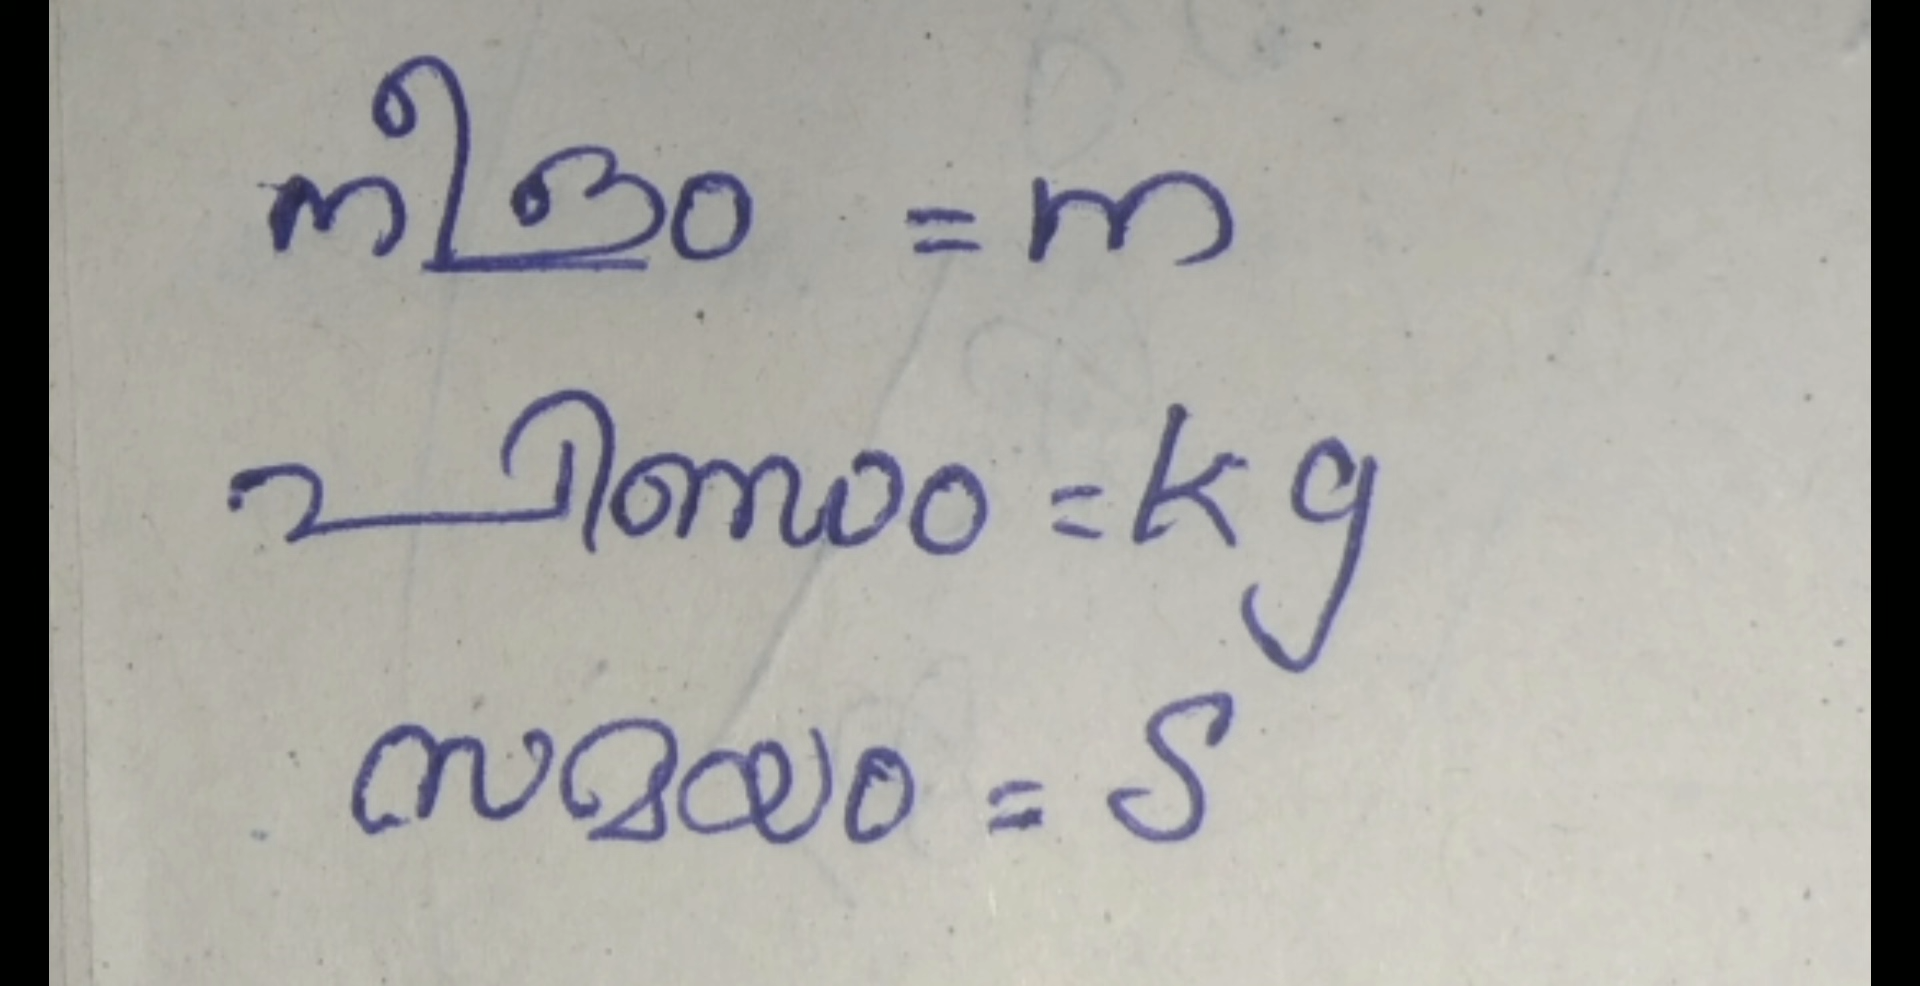 നീളം = m
പിണ്ഡം = kg
സമയം = S